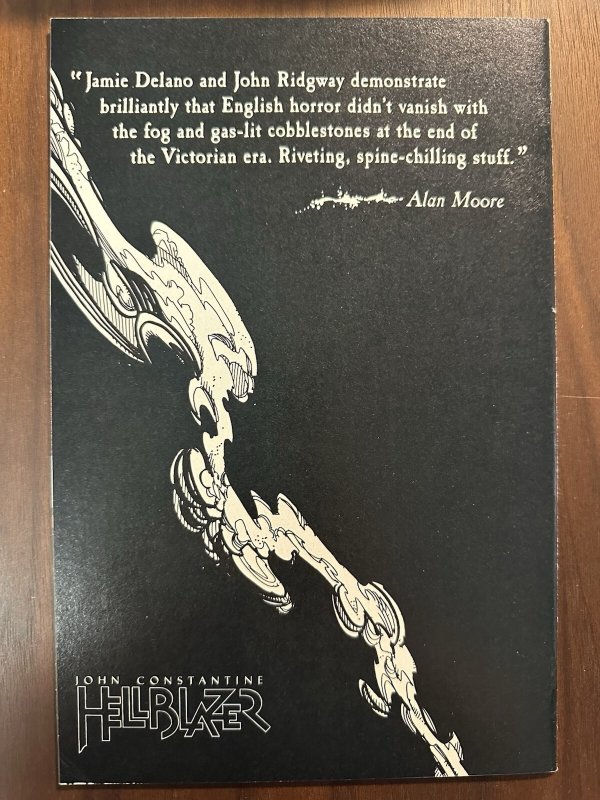 “Jamie Delano and John Ridgway demonstrate
brilliantly that English horror didn’t vanish with
the fog and gas-lit cobblestones at the end of
the Victorian era. Riveting, spine-chilling stuff.”
Alan Moore
JOHN CONSTANTINE
HELLBLAZER